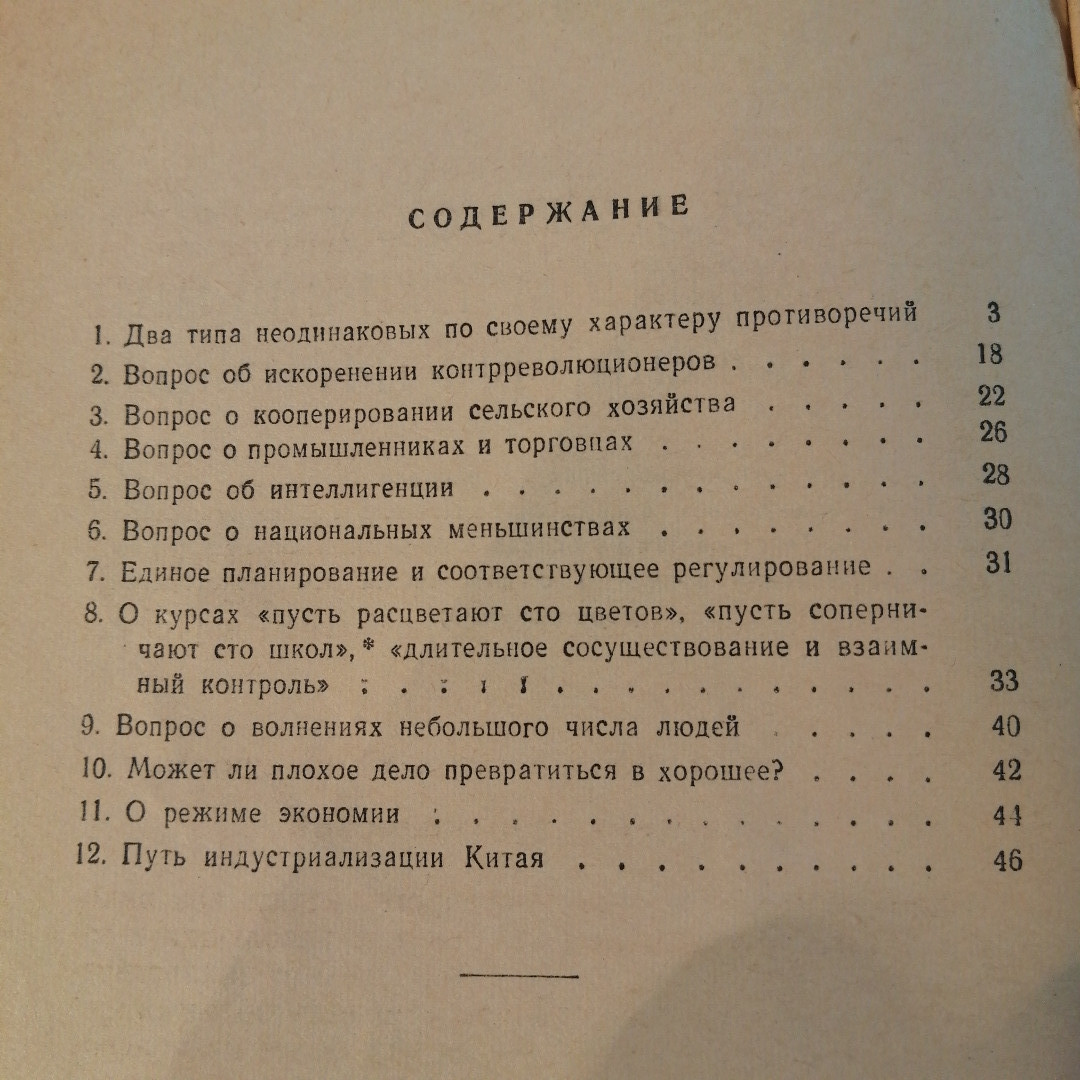 СОДЕРЖАНИЕ
1. Два типа неодинаковых по своему характеру противоречий 3
2. Вопрос об искоренении контрреволюционеров . . . . . . 18
3. Вопрос о кооперировании сельского хозяйства . . . . . 22
4. Вопрос о промышленниках и торговцах . . . . . . . . 26
5. Вопрос об интеллигенции . . . . . . . . . . . . . . 28
6. Вопрос о национальных меньшинствах . . . . . . . . 30
7. Единое планирование и соответствующее регулирование . . 31
8. О курсах «пусть расцветают сто цветов», «пусть соперни-
чают сто школ»,* «длительное сосуществование и взаим-
ный контроль» . . . . . . . . . . . . . . . 33
9. Вопрос о волнениях небольшого числа людей . . . . . 40
10. Может ли плохое дело превратиться в хорошее? . . . . 42
11. О режиме экономии . . . . . . . . . . . . . . . 44
12. Путь индустриализации Китая . . . . . . . . . . 46